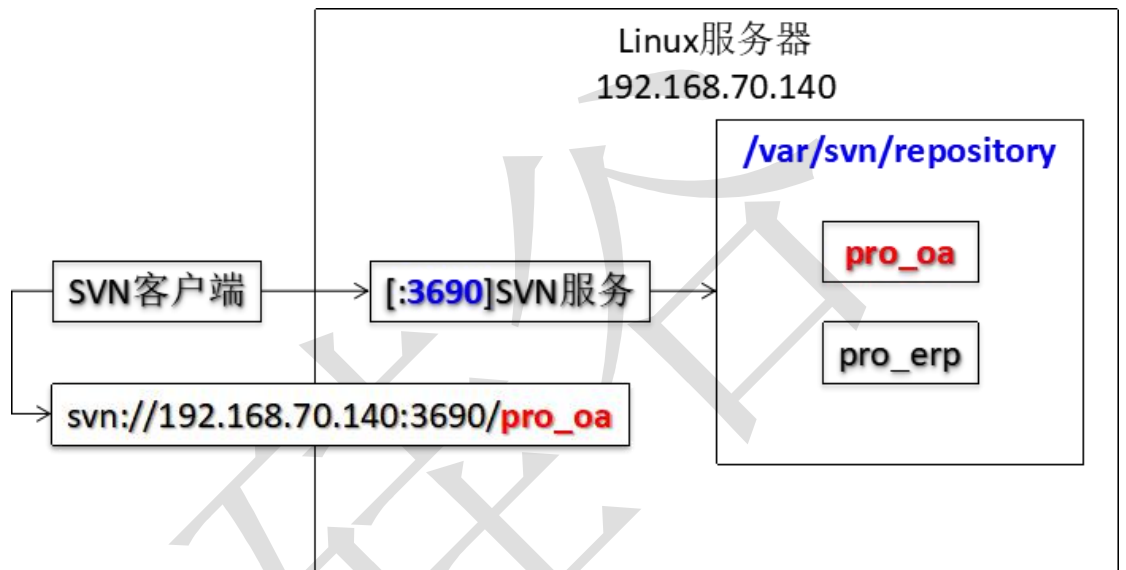 Linux服务器
192.168.70.140
/var/svn/repository
pro_oa
SVN客户端
[:3690]SVN服务
pro_erp
svn://192.168.70.140:3690/pro_oa